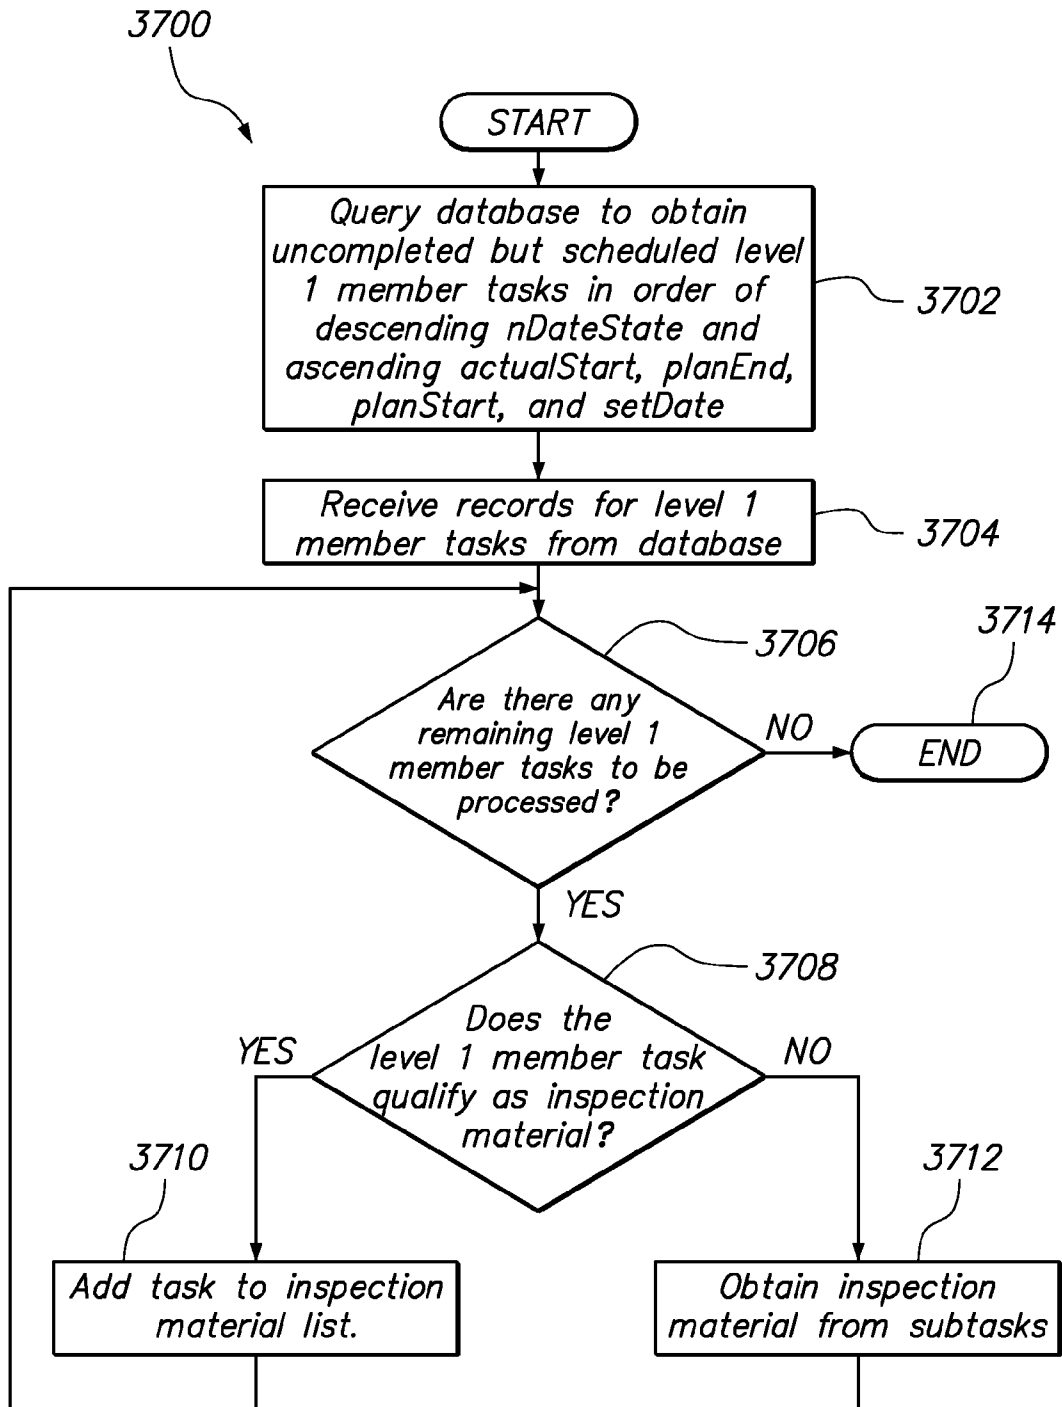 3700
START
Query database to obtain
uncompleted but scheduled level
1 member tasks in order of
descending nDateState and
ascending actualStart, planEnd,
planStart, and setDate
3702
Receive records for level 1
member tasks from database
3704
3706
3714
Are there any
remaining level 1
member tasks to be
processed?
NO
END
YES
3708
Does the
level 1 member task
qualify as inspection
material?
YES
NO
3710
3712
Add task to inspection
material list.
Obtain inspection
material from subtasks